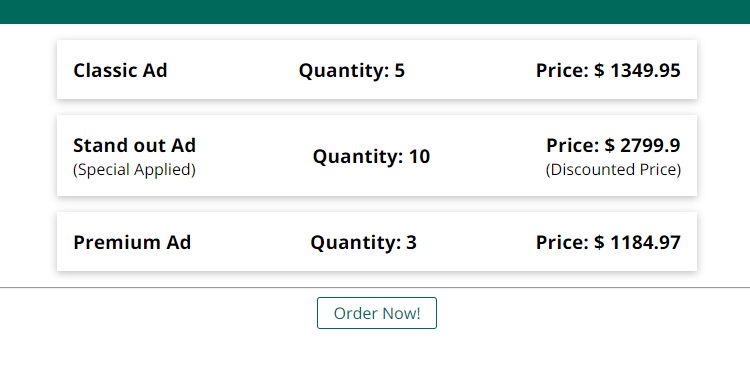 Classic Ad Quantity: 5 Price: $ 1349.95
Stand out Ad Quantity: 10 Price: $ 2799.9
(Special Applied) (Discounted Price)
Premium Ad Quantity: 3 Price: $ 1184.97
Order Now!